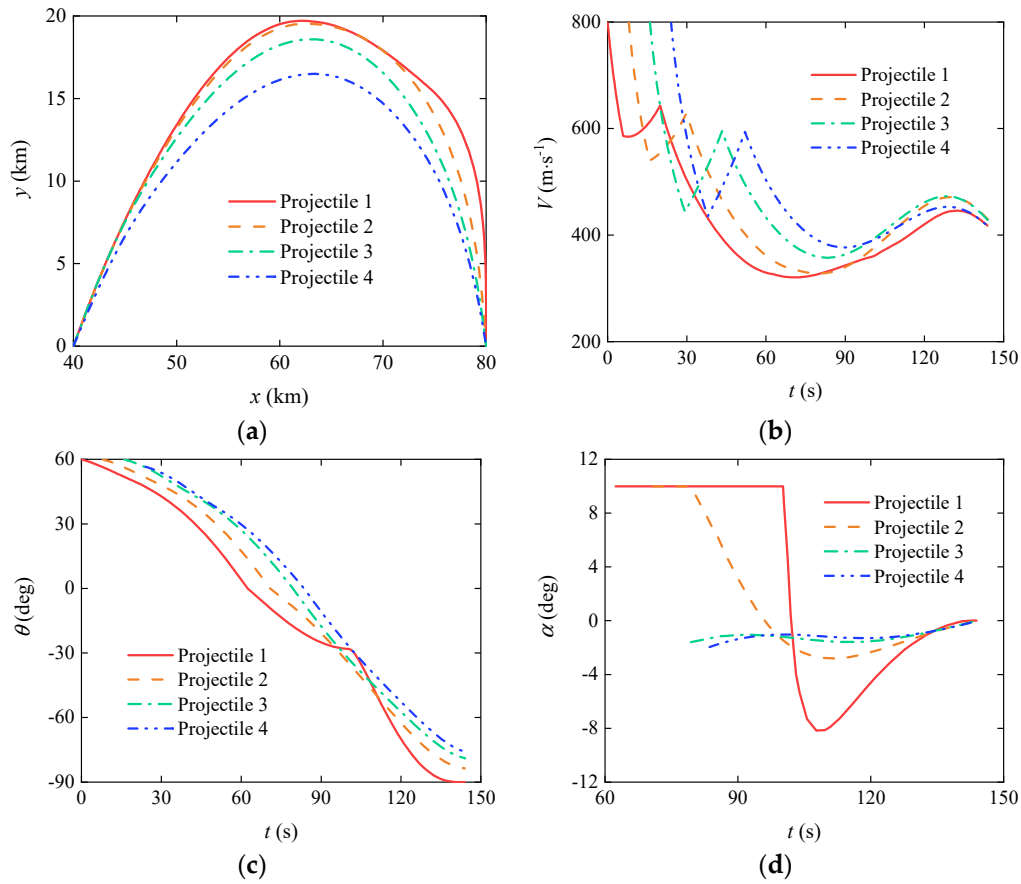 20
15
10
5
0
y (km)
40
50
60
70
80
x (km)
Projectile 1
Projectile 2
Projectile 3
Projectile 4
(a)
800
600
400
200
V (m·s⁻¹)
0
30
60
90
120
150
t (s)
Projectile 1
Projectile 2
Projectile 3
Projectile 4
(b)
60
30
0
-30
-60
-90
θ (deg)
0
30
60
90
120
150
t (s)
Projectile 1
Projectile 2
Projectile 3
Projectile 4
(c)
12
8
4
0
-4
-8
-12
α (deg)
60
90
120
150
t (s)
Projectile 1
Projectile 2
Projectile 3
Projectile 4
(d)